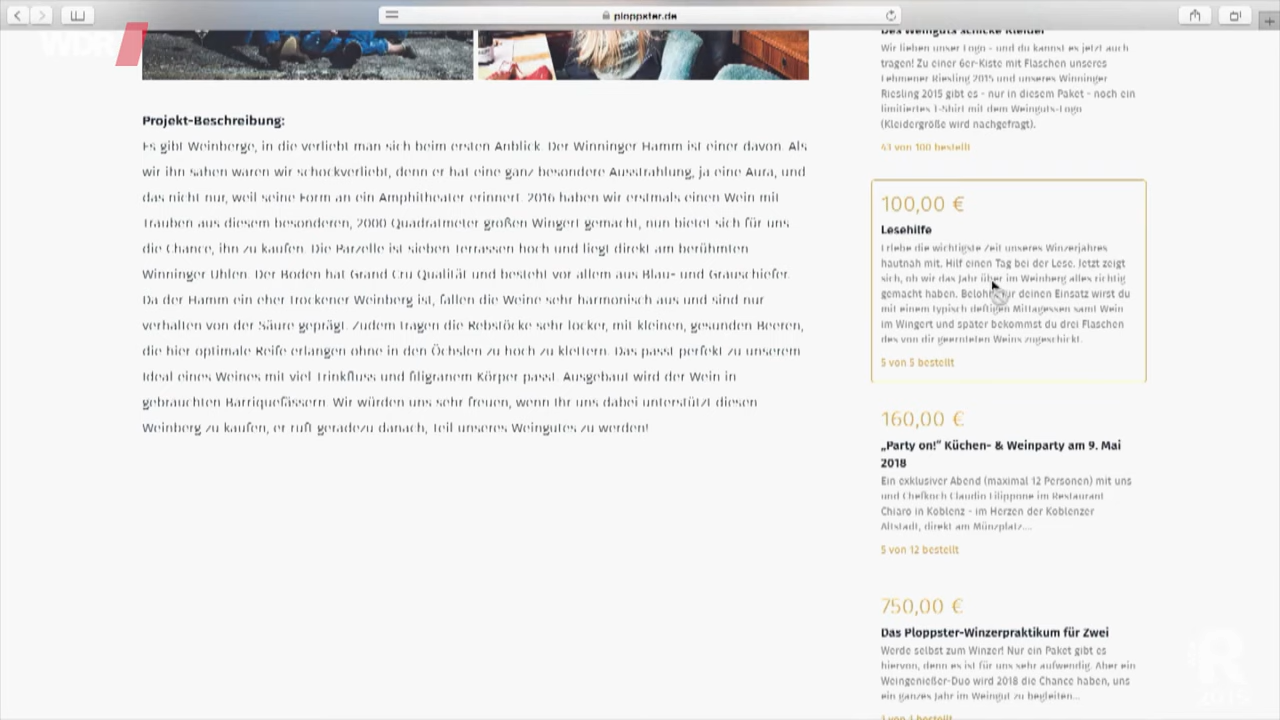 ploppster.de
WDR
Projekt-Beschreibung:
Es gibt Weinberge, in die verliebt man sich beim ersten Anblick. Der Winninger Hamm ist einer davon. Als
wir ihn sahen waren wir schockverliebt, denn er hat eine ganz besondere Ausstrahlung, ja eine Aura, und
das nicht nur, weil seine Form an ein Amphitheater erinnert. 2016 haben wir erstmals einen Wein mit
Trauben aus diesem besonderen, 2000 Quadratmeter großen Wingert gemacht, nun bietet sich für uns
die Chance, ihn zu kaufen. Die Parzelle ist sieben Terrassen hoch und liegt direkt am berühmten
Winninger Uhlen. Der Boden hat Grand Cru Qualität und besteht vor allem aus Blau- und Grauschiefer.
Da der Hamm ein eher trockener Weinberg ist, fallen die Weine sehr harmonisch aus und sind nur
verhalten von der Säure geprägt. Zudem tragen die Rebstöcke sehr locker, mit kleinen, gesunden Beeren,
die hier optimale Reife erlangen ohne in den Öchslen zu hoch zu klettern. Das passt perfekt zu unserem
Ideal eines Weines mit viel Trinkfluss und filigranem Körper passt. Ausgebaut wird der Wein in
gebrauchten Barriquefässern. Wir würden uns sehr freuen, wenn Ihr uns dabei unterstützt diesen
Weinberg zu kaufen, er ruft geradezu danach, Teil unseres Weingutes zu werden!
Des Weinguts schicke Kleider
Wir lieben unser Logo - und du kannst es jetzt auch
tragen! Zu einer 6er-Kiste mit Flaschen unseres
Lehmener Riesling 2015 und unseres Winninger
Riesling 2015 gibt es - nur in diesem Paket - noch ein
limitiertes T-Shirt mit dem Weinguts-Logo
(Kleidergröße wird nachgefragt).
43 von 100 bestellt
100,00 €
Lesehilfe
Erlebe die wichtigste Zeit unseres Winzerjahres
hautnah mit. Hilf einen Tag bei der Lese. Jetzt zeigt
sich, ob wir das Jahr über im Weinberg alles richtig
gemacht haben. für deinen Einsatz wirst du
mit einem typisch deftigen Mittagessen samt Wein
im Wingert und später bekommst du drei Flaschen
des von dir geernteten Weins zugeschickt.
5 von 5 bestellt
160,00 €
„Party on!“ Küchen- & Weinparty am 9. Mai
2018
Ein exklusiver Abend (maximal 12 Personen) mit uns
und Chefkoch Claudio Filippone im Restaurant
Chiaro in Koblenz - im Herzen der Koblenzer
Altstadt, direkt am Münzplatz...
5 von 12 bestellt
750,00 €
Das Ploppster-Winzerpraktikum für Zwei
Werde selbst zum Winzer! Nur ein Paket gibt es
hiervon, denn es ist für uns sehr aufwendig. Aber ein
Weingenießer-Duo wird 2018 die Chance haben, uns
ein ganzes Jahr im Weingut zu begleiten...
R